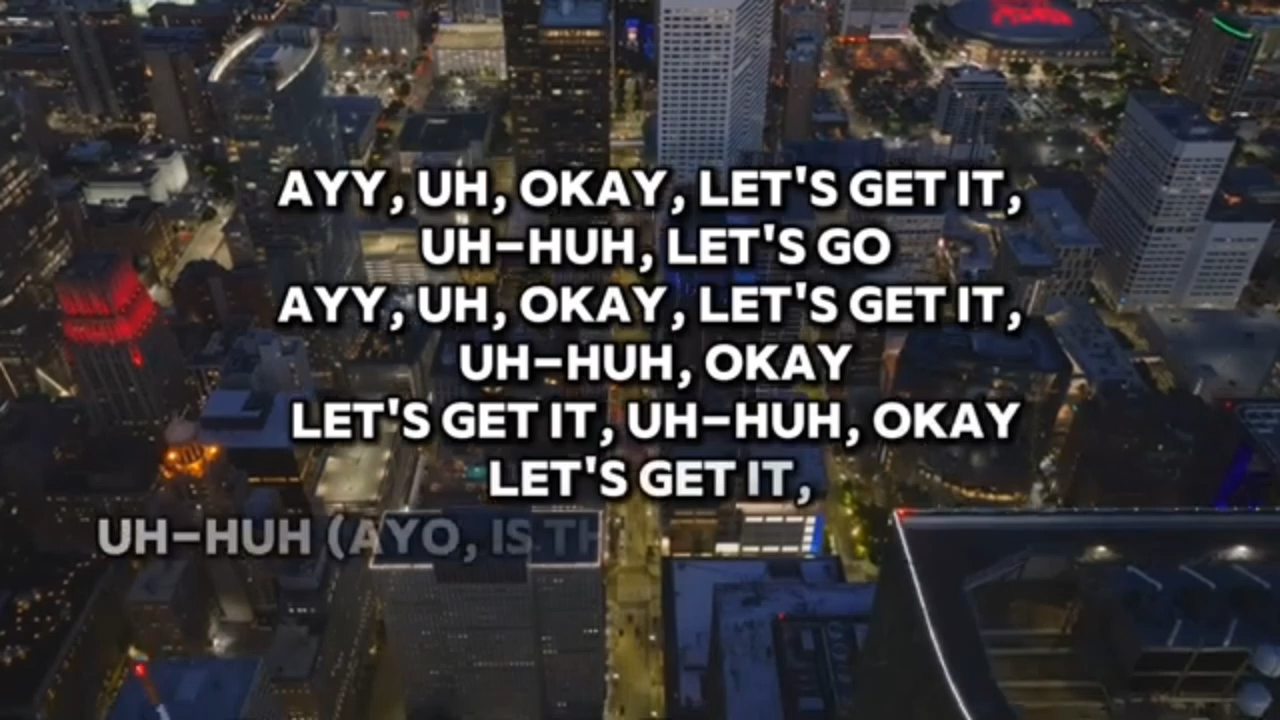 AYY, UH, OKAY, LET'S GET IT,
UH-HUH, LET'S GO
AYY, UH, OKAY, LET'S GET IT,
UH-HUH, OKAY
LET'S GET IT, UH-HUH, OKAY
LET'S GET IT,
UH-HUH (AYO, IS TH